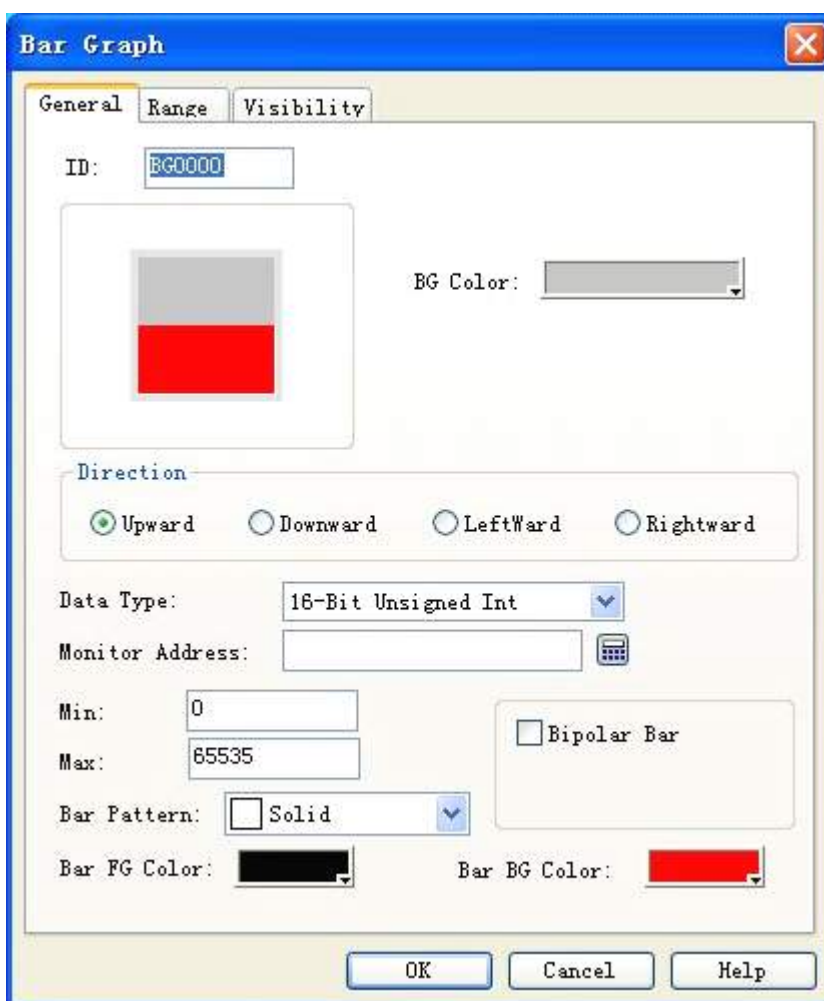 Bar Graph
General Range Visibility
ID: BG0000
BG Color:
Direction
Upward Downward LeftWard Rightward
Data Type: 16-Bit Unsigned Int
Monitor Address:
Min: 0
Bipolar Bar
Max: 65535
Bar Pattern: Solid
Bar FG Color: Bar BG Color:
OK Cancel Help